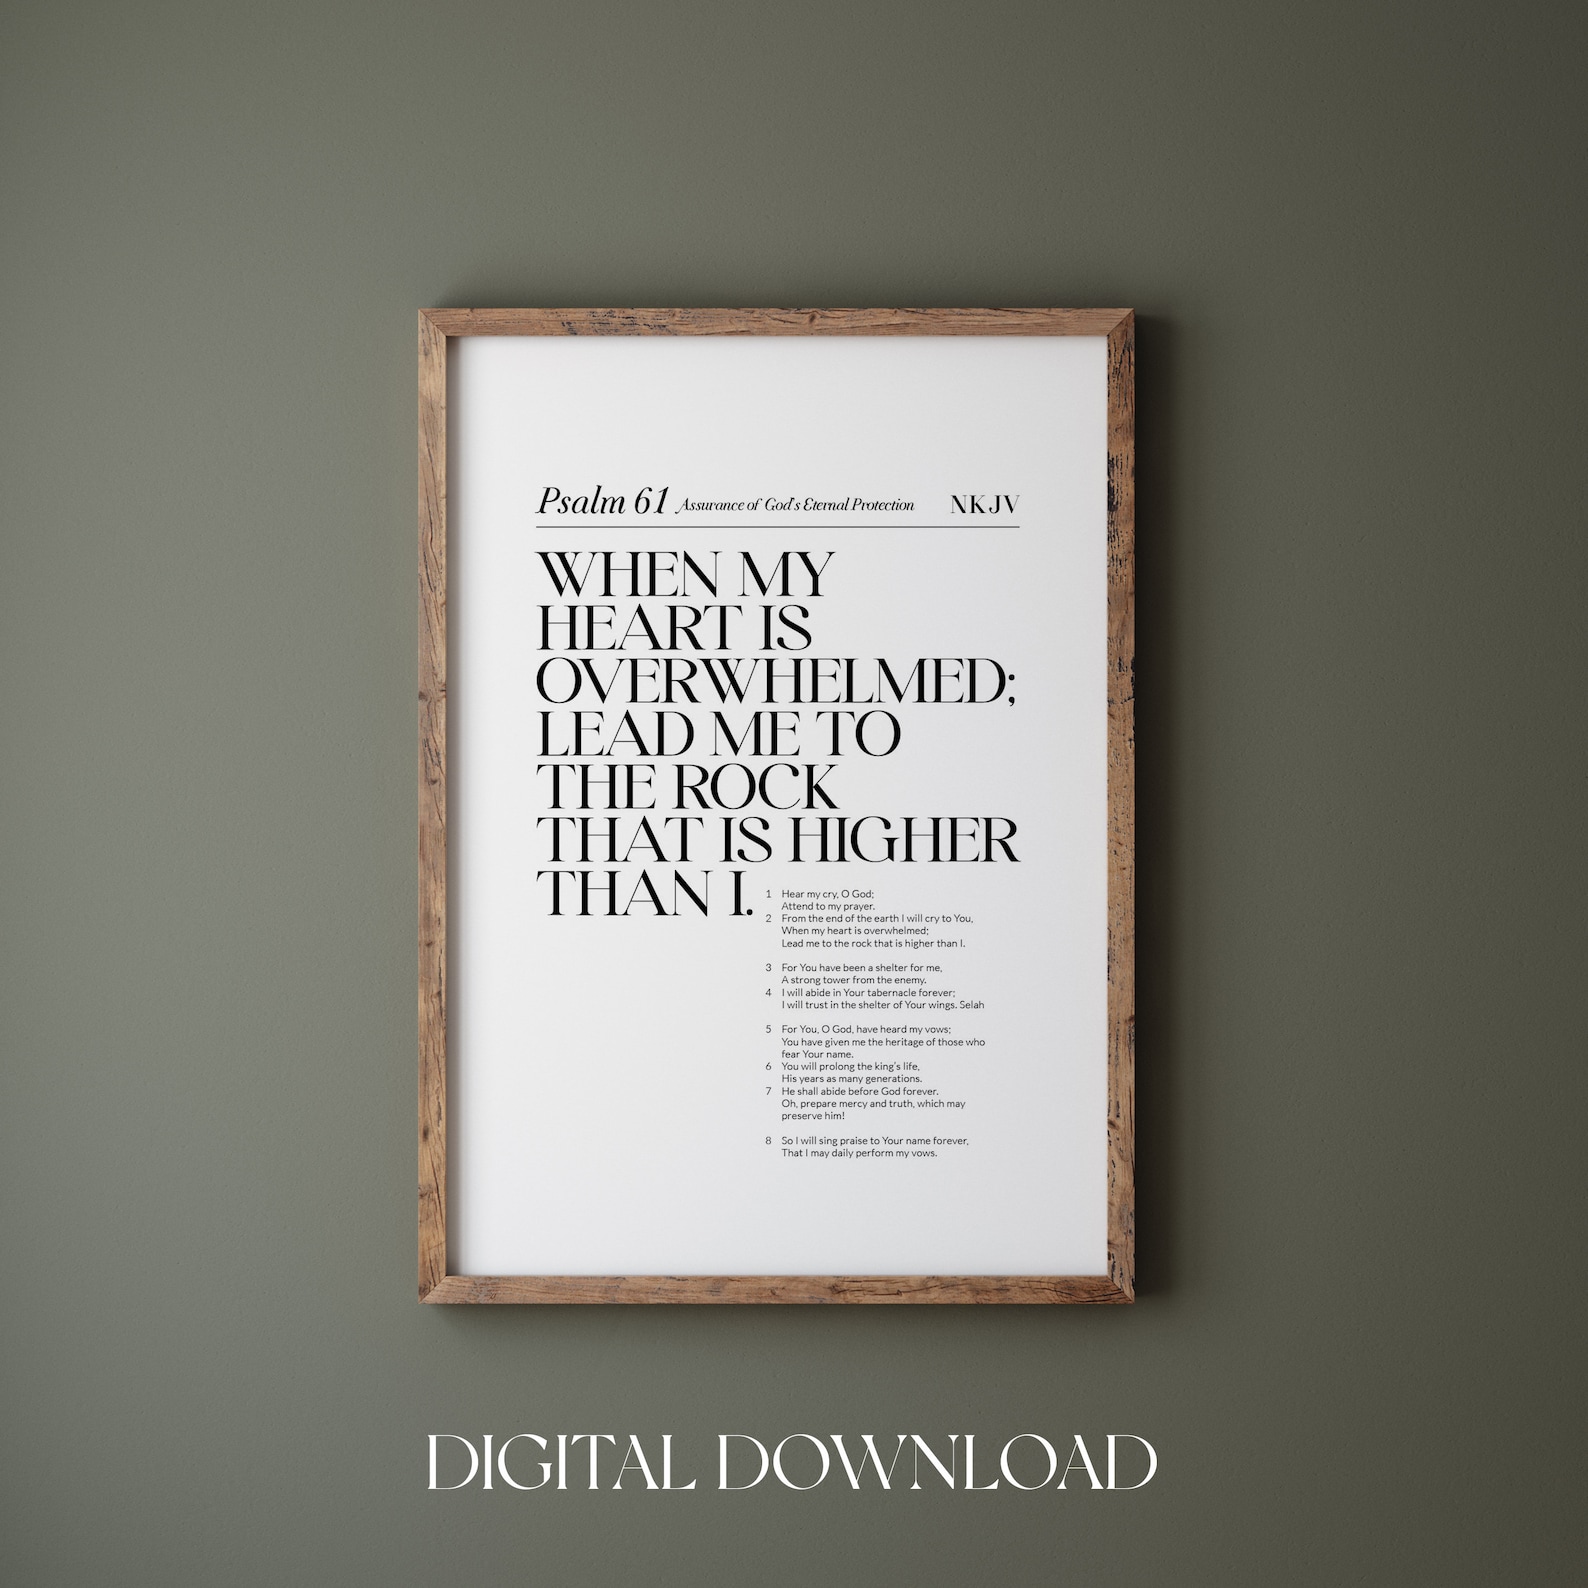 Psalm 61 Assurance of God's Eternal Protection NKJV
WHEN MY
HEART IS
OVERWHELMED;
LEAD ME TO
THE ROCK
THAT IS HIGHER
THAN I.
1 Hear my cry, O God;
Attend to my prayer.
2 From the end of the earth I will cry to You,
When my heart is overwhelmed;
Lead me to the rock that is higher than I.
3 For You have been a shelter for me,
A strong tower from the enemy.
4 I will abide in Your tabernacle forever;
I will trust in the shelter of Your wings. Selah
5 For You, O God, have heard my vows;
You have given me the heritage of those who
fear Your name.
6 You will prolong the king's life,
His years as many generations.
7 He shall abide before God forever.
Oh, prepare mercy and truth, which may
preserve him!
8 So I will sing praise to Your name forever,
That I may daily perform my vows.
DIGITAL DOWNLOAD